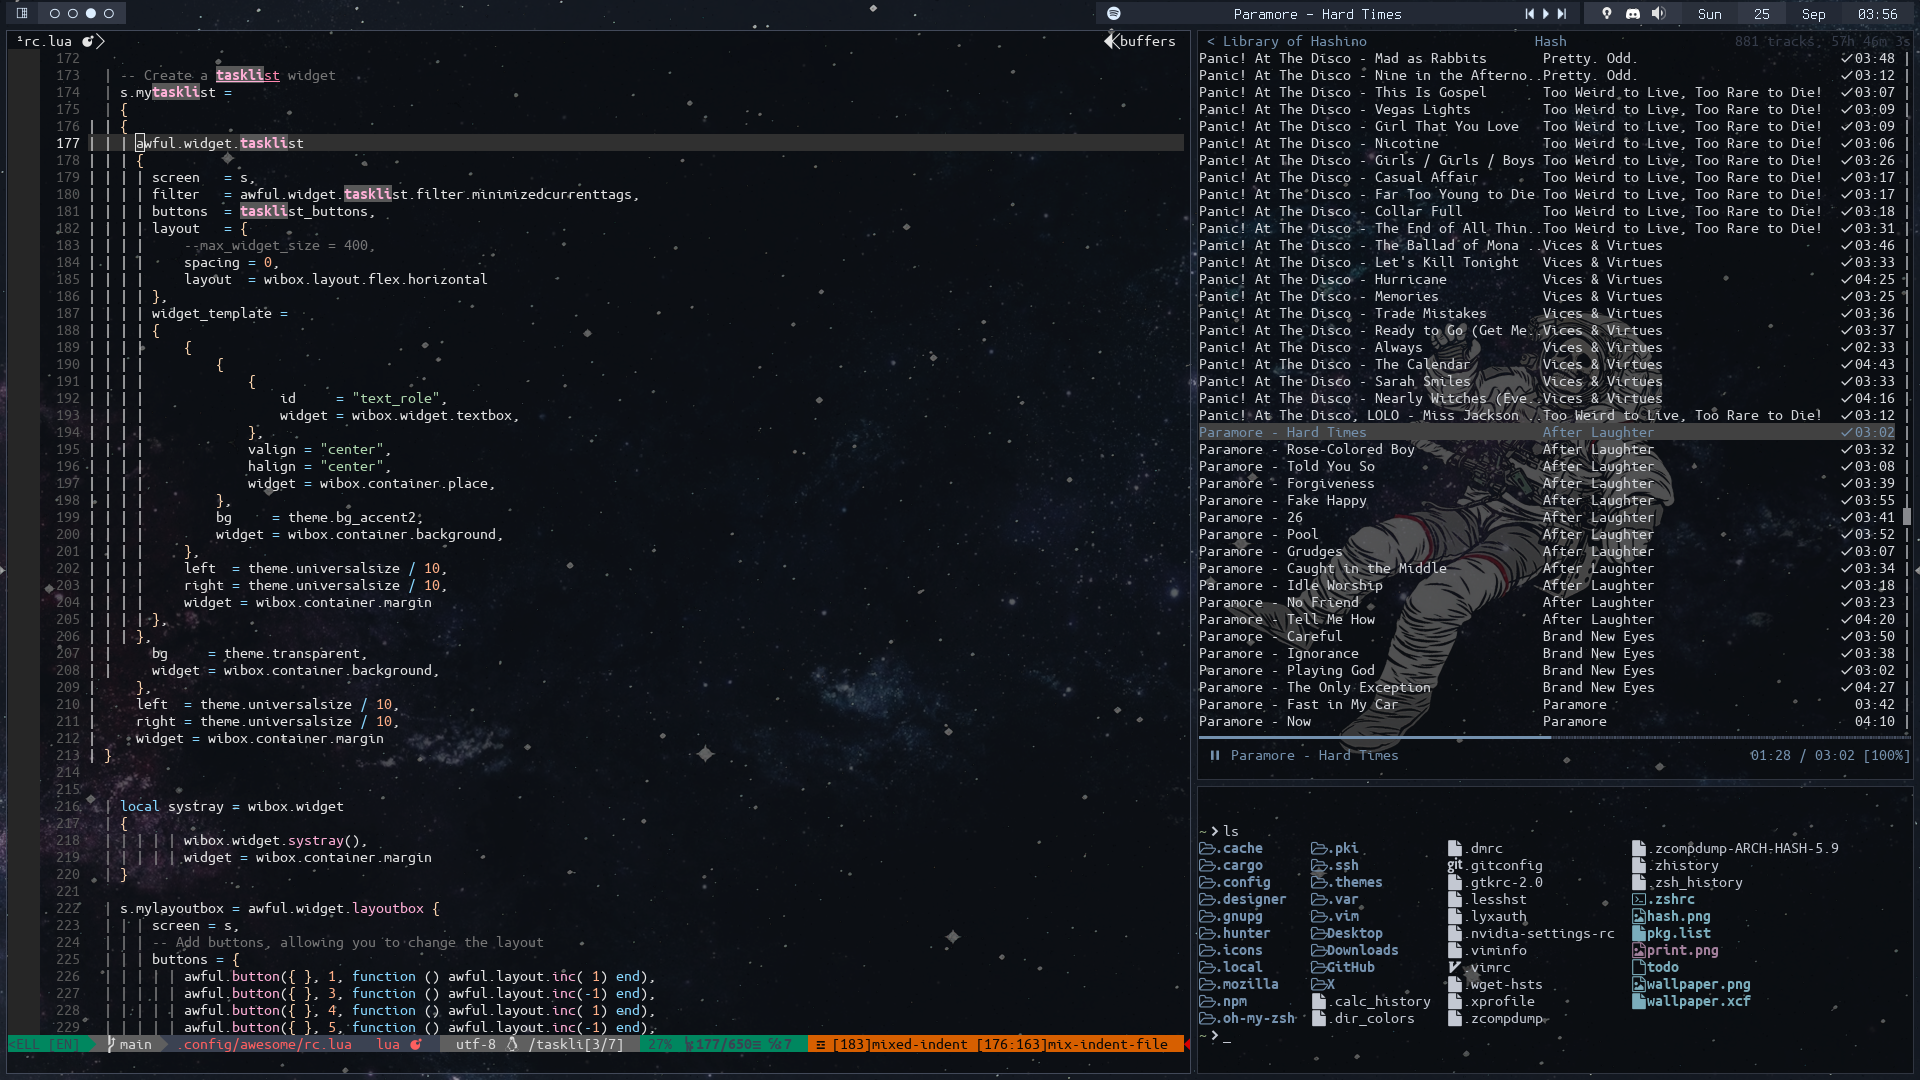 Paramore - Hard Times
Sun 25 Sep 03:56
¹rc.lua
buffers
172
173 -- Create a tasklist widget
174 s.mytasklist =
175 {
176 {
177 awful.widget.tasklist
178 {
179 screen = s,
180 filter = awful.widget.tasklist.filter.minimizedcurrenttags,
181 buttons = tasklist_buttons,
182 layout = {
183 --max_widget_size = 400,
184 spacing = 0,
185 layout = wibox.layout.flex.horizontal
186 },
187 widget_template =
188 {
189 {
190 {
191 {
192 id = "text_role",
193 widget = wibox.widget.textbox,
194 },
195 valign = "center",
196 halign = "center",
197 widget = wibox.container.place,
198 },
199 bg = theme.bg_accent2,
200 widget = wibox.container.background,
201 },
202 left = theme.universalsize / 10,
203 right = theme.universalsize / 10,
204 widget = wibox.container.margin
205 },
206 },
207 bg = theme.transparent,
208 widget = wibox.container.background,
209 },
210 left = theme.universalsize / 10,
211 right = theme.universalsize / 10,
212 widget = wibox.container.margin
213 }
214
215
216 local systray = wibox.widget
217 {
218 wibox.widget.systray(),
219 widget = wibox.container.margin
220 }
221
222 s.mylayoutbox = awful.widget.layoutbox {
223 screen = s,
224 -- Add buttons, allowing you to change the layout
225 buttons = {
226 awful.button({ }, 1, function () awful.layout.inc( 1) end),
227 awful.button({ }, 3, function () awful.layout.inc(-1) end),
228 awful.button({ }, 4, function () awful.layout.inc( 1) end),
229 awful.button({ }, 5, function () awful.layout.inc(-1) end),
<ELL [EN] main .config/awesome/rc.lua lua utf-8 /taskli[3/7] 27% 177/650 7 [183]mixed-indent [176:163]mix-indent-file
< Library of Hashino Hash 881 tracks, 57h 46m 3s
Panic! At The Disco - Mad as Rabbits Pretty. Odd. ✓03:48
Panic! At The Disco - Nine in the Afterno.. Pretty. Odd. ✓03:12
Panic! At The Disco - This Is Gospel Too Weird to Live, Too Rare to Die! ✓03:07
Panic! At The Disco - Vegas Lights Too Weird to Live, Too Rare to Die! ✓03:09
Panic! At The Disco - Girl That You Love Too Weird to Live, Too Rare to Die! ✓03:09
Panic! At The Disco - Nicotine Too Weird to Live, Too Rare to Die! ✓03:06
Panic! At The Disco - Girls / Girls / Boys Too Weird to Live, Too Rare to Die! ✓03:26
Panic! At The Disco - Casual Affair Too Weird to Live, Too Rare to Die! ✓03:17
Panic! At The Disco - Far Too Young to Die Too Weird to Live, Too Rare to Die! ✓03:17
Panic! At The Disco - Collar Full Too Weird to Live, Too Rare to Die! ✓03:18
Panic! At The Disco - The End of All Thin.. Too Weird to Live, Too Rare to Die! ✓03:31
Panic! At The Disco - The Ballad of Mona .. Vices & Virtues ✓03:46
Panic! At The Disco - Let's Kill Tonight Vices & Virtues ✓03:33
Panic! At The Disco - Hurricane Vices & Virtues ✓04:25
Panic! At The Disco - Memories Vices & Virtues ✓03:25
Panic! At The Disco - Trade Mistakes Vices & Virtues ✓03:36
Panic! At The Disco - Ready to Go (Get Me.. Vices & Virtues ✓03:37
Panic! At The Disco - Always Vices & Virtues ✓02:33
Panic! At The Disco - The Calendar Vices & Virtues ✓04:43
Panic! At The Disco - Sarah Smiles Vices & Virtues ✓03:33
Panic! At The Disco - Nearly Witches (Eve.. Vices & Virtues ✓04:16
Panic! At The Disco, LOLO - Miss Jackson Too Weird to Live, Too Rare to Die! ✓03:12
Paramore - Hard Times After Laughter ✓03:02
Paramore - Rose-Colored Boy After Laughter ✓03:32
Paramore - Told You So After Laughter ✓03:08
Paramore - Forgiveness After Laughter ✓03:39
Paramore - Fake Happy After Laughter ✓03:55
Paramore - 26 After Laughter ✓03:41
Paramore - Pool After Laughter ✓03:52
Paramore - Grudges After Laughter ✓03:07
Paramore - Caught in the Middle After Laughter ✓03:34
Paramore - Idle Worship After Laughter ✓03:18
Paramore - No Friend After Laughter ✓03:23
Paramore - Tell Me How After Laughter ✓04:20
Paramore - Careful Brand New Eyes ✓03:50
Paramore - Ignorance Brand New Eyes ✓03:38
Paramore - Playing God Brand New Eyes ✓03:02
Paramore - The Only Exception Brand New Eyes ✓04:27
Paramore - Fast in My Car Paramore 03:42
Paramore - Now Paramore 04:10
Paramore - Hard Times 01:28 / 03:02 [100%]
~ > ls
.cache .pki .dmrc .zcompdump-ARCH-HASH-5.9
.cargo .ssh git.gitconfig .zhistory
.config .themes .gtkrc-2.0 .zsh_history
.designer .var .lesshst .zshrc
.gnupg .vim .lyxauth hash.png
.hunter Desktop .nvidia-settings-rc pkg.list
.icons Downloads .viminfo print.png
.local GitHub .vimrc todo
.mozilla X .wget-hsts wallpaper.png
.npm .calc_history .xprofile wallpaper.xcf
.oh-my-zsh .dir_colors .zcompdump
~ > _